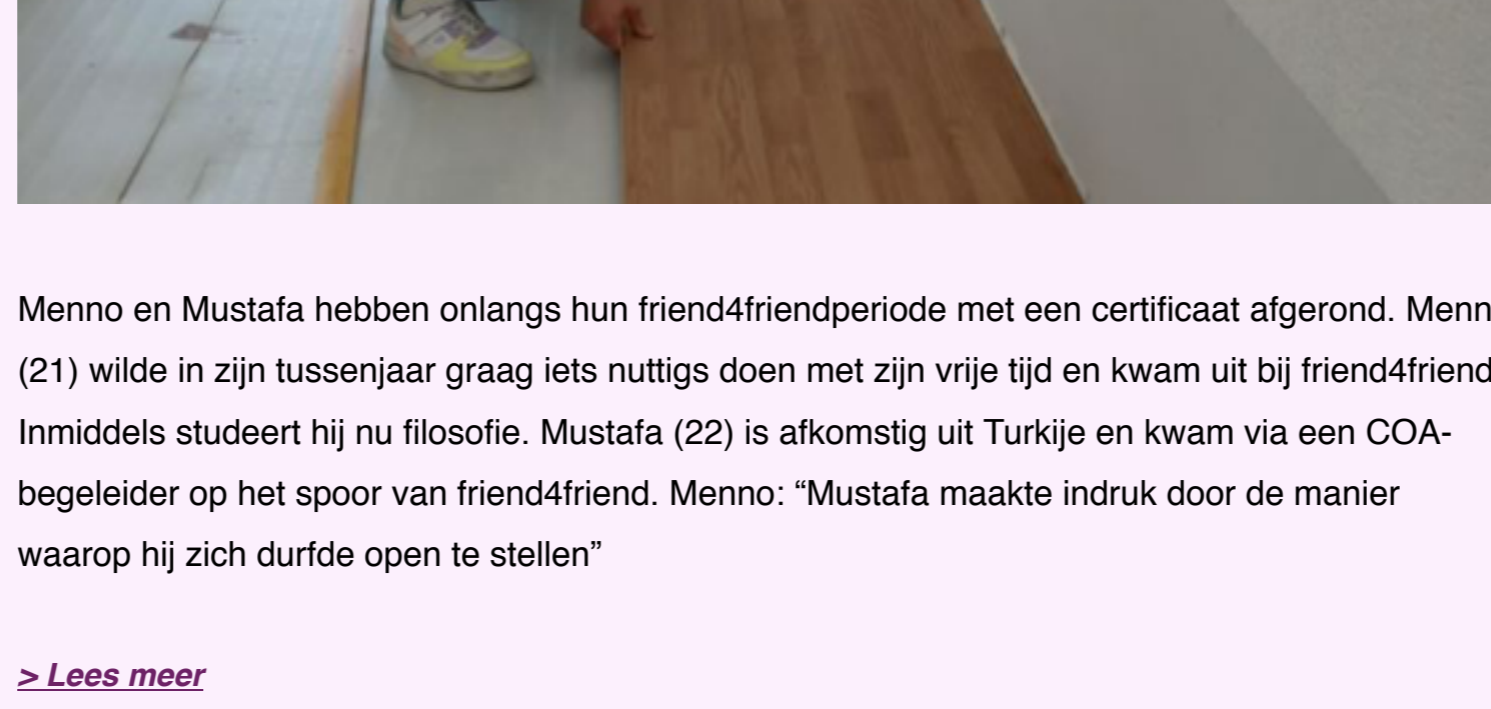 Menno en Mustafa hebben onlangs hun friend4friendperiode met een certificaat afgerond. Menn
(21) wilde in zijn tussenjaar graag iets nuttigs doen met zijn vrije tijd en kwam uit bij friend4friend
Inmiddels studeert hij nu filosofie. Mustafa (22) is afkomstig uit Turkije en kwam via een COA-
begeleider op het spoor van friend4friend. Menno: “Mustafa maakte indruk door de manier
waarop hij zich durfde open te stellen”
> Lees meer